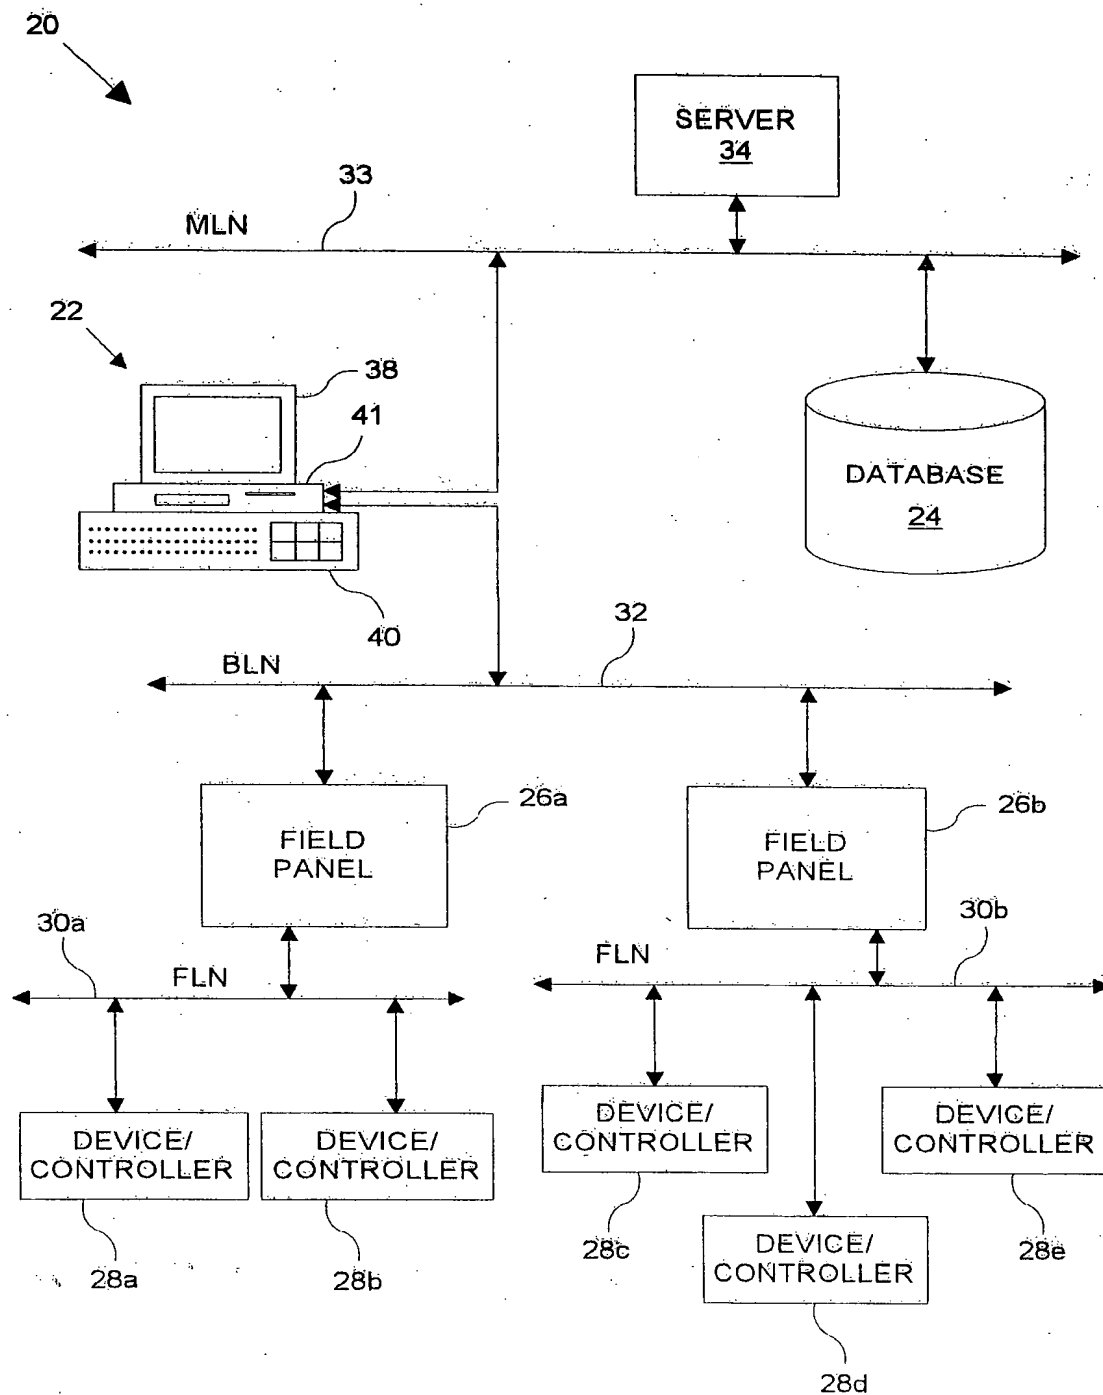 20
SERVER
34
33
MLN
22
38
41
DATABASE
24
40
32
BLN
26a
26b
FIELD
PANEL
FIELD
PANEL
30a
30b
FLN
FLN
DEVICE/
CONTROLLER
DEVICE/
CONTROLLER
DEVICE/
CONTROLLER
DEVICE/
CONTROLLER
28a
28b
28c
DEVICE/
CONTROLLER
28e
28d